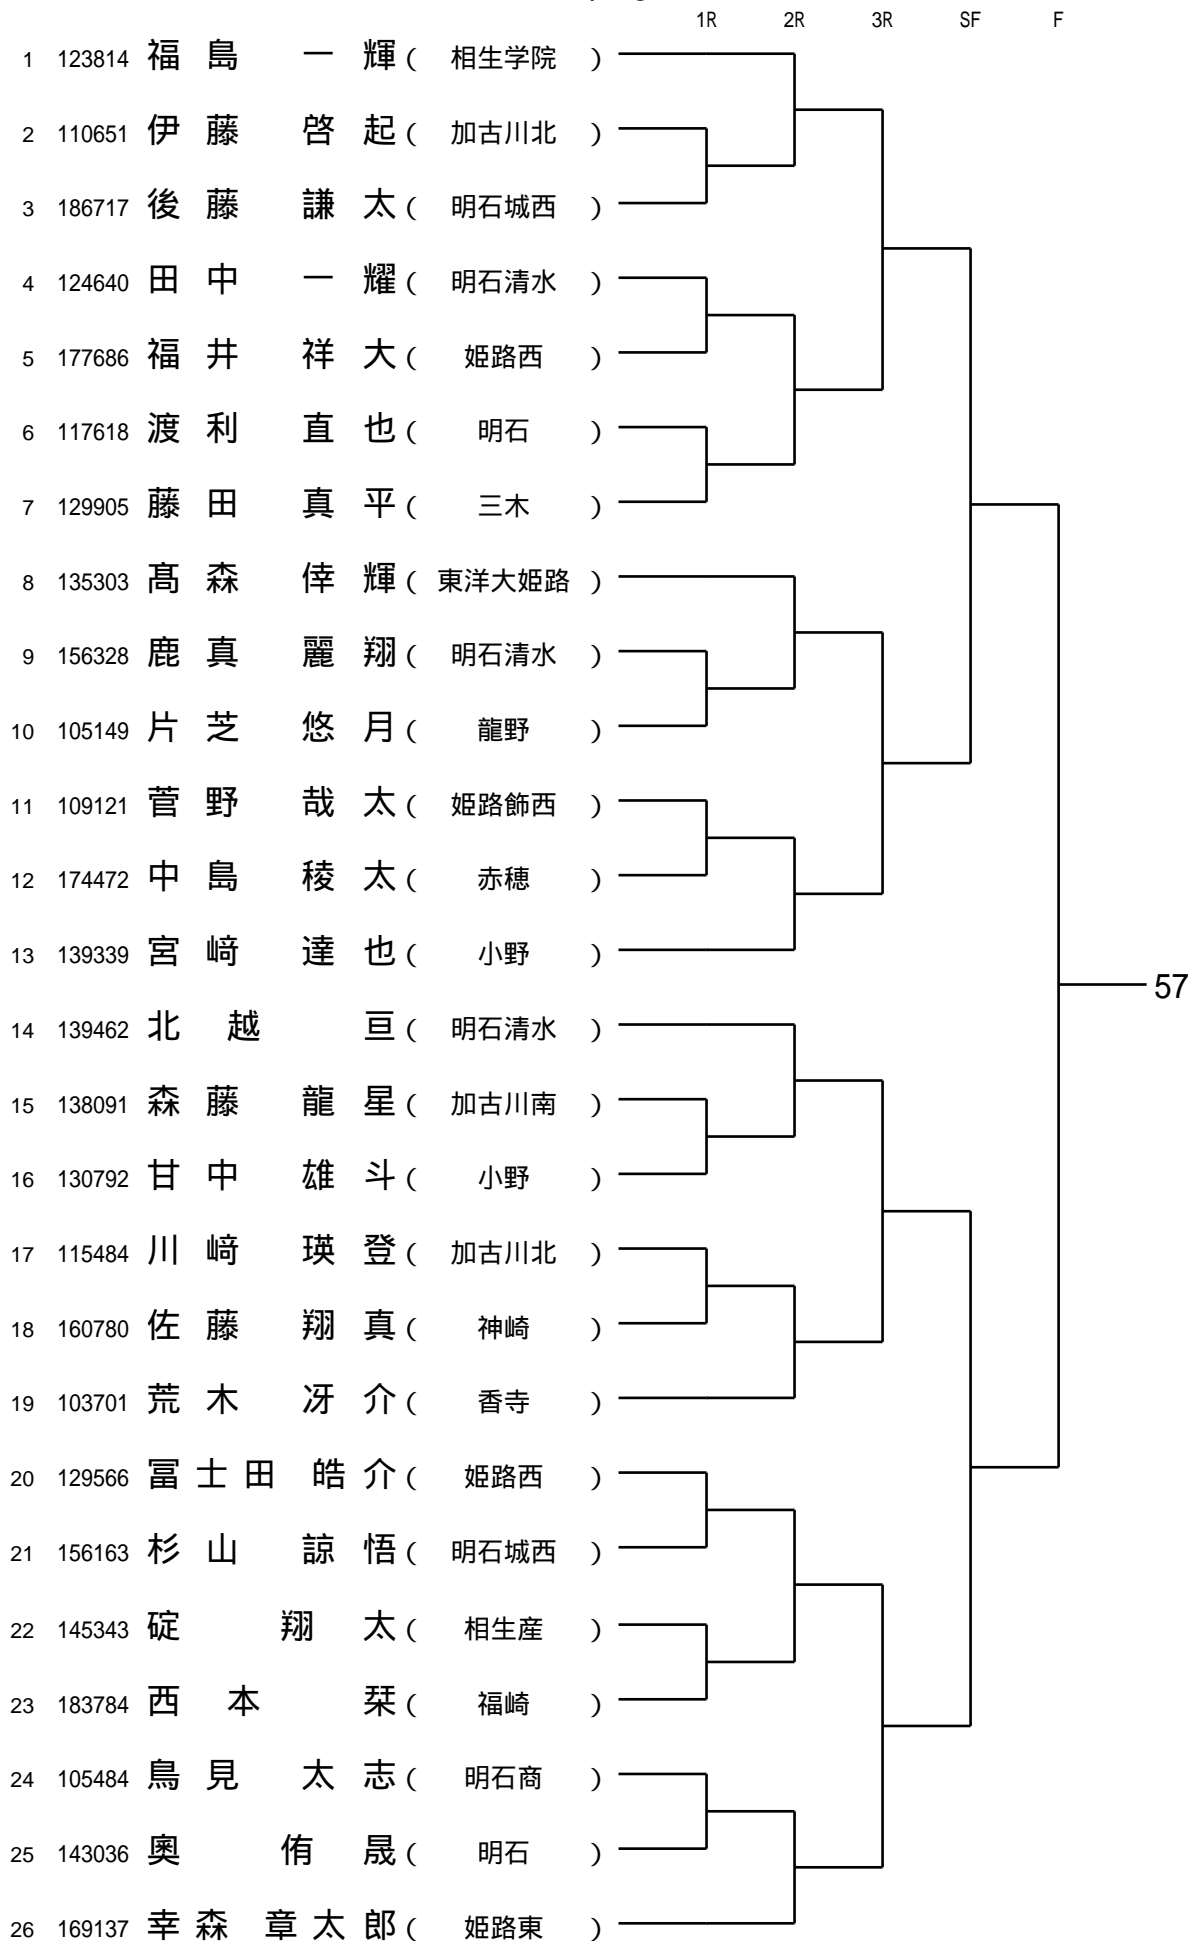 1R 2R 3R SF F
1 123814 福島 一輝 ( 相生学院 )
2 110651 伊藤 啓起 ( 加古川北 )
3 186717 後藤 謙太 ( 明石城西 )
4 124640 田中 一耀 ( 明石清水 )
5 177686 福井 祥大 ( 姫路西 )
6 117618 渡利 直也 ( 明石 )
7 129905 藤田 真平 ( 三木 )
8 135303 髙森 倖輝 ( 東洋大姫路 )
9 156328 鹿真 麗翔 ( 明石清水 )
10 105149 片芝 悠月 ( 龍野 )
11 109121 菅野 哉太 ( 姫路飾西 )
12 174472 中島 稜太 ( 赤穂 )
13 139339 宮﨑 達也 ( 小野 )
57
14 139462 北越 亘 ( 明石清水 )
15 138091 森藤 龍星 ( 加古川南 )
16 130792 甘中 雄斗 ( 小野 )
17 115484 川﨑 瑛登 ( 加古川北 )
18 160780 佐藤 翔真 ( 神崎 )
19 103701 荒木 冴介 ( 香寺 )
20 129566 冨士田 皓介 ( 姫路西 )
21 156163 杉山 諒悟 ( 明石城西 )
22 145343 碇 翔太 ( 相生産 )
23 183784 西本 栞 ( 福崎 )
24 105484 鳥見 太志 ( 明石商 )
25 143036 奥 侑晟 ( 明石 )
26 169137 幸森 章太郎 ( 姫路東 )